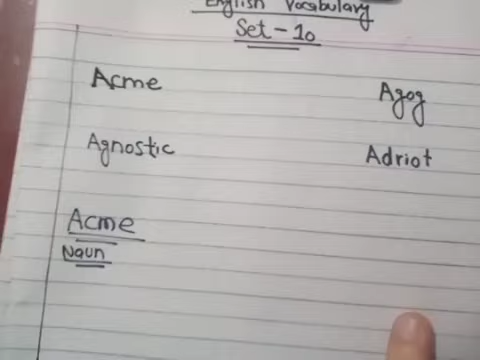 English Vocabulary
Set - 10
Acme Agog
Agnostic Adriot
Acme
Noun